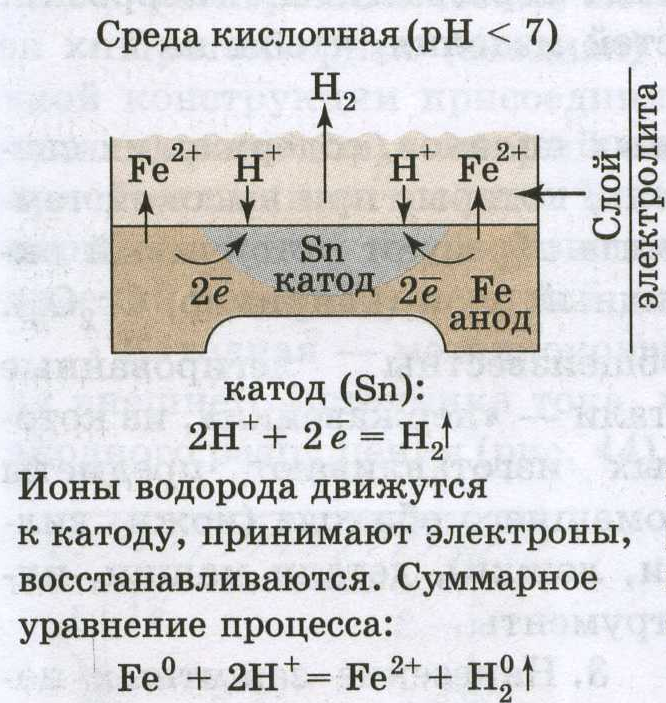 Среда кислотная (pH < 7)
H₂
Fe²⁺ H⁺ H⁺ Fe²⁺
Слой
электролита
Sn
катод
2e̅ 2e̅ Fe
анод
катод (Sn):
2H⁺ + 2e̅ = H₂↑
Ионы водорода движутся
к катоду, принимают электроны,
восстанавливаются. Суммарное
уравнение процесса:
Fe⁰ + 2H⁺ = Fe²⁺ + H₂⁰↑